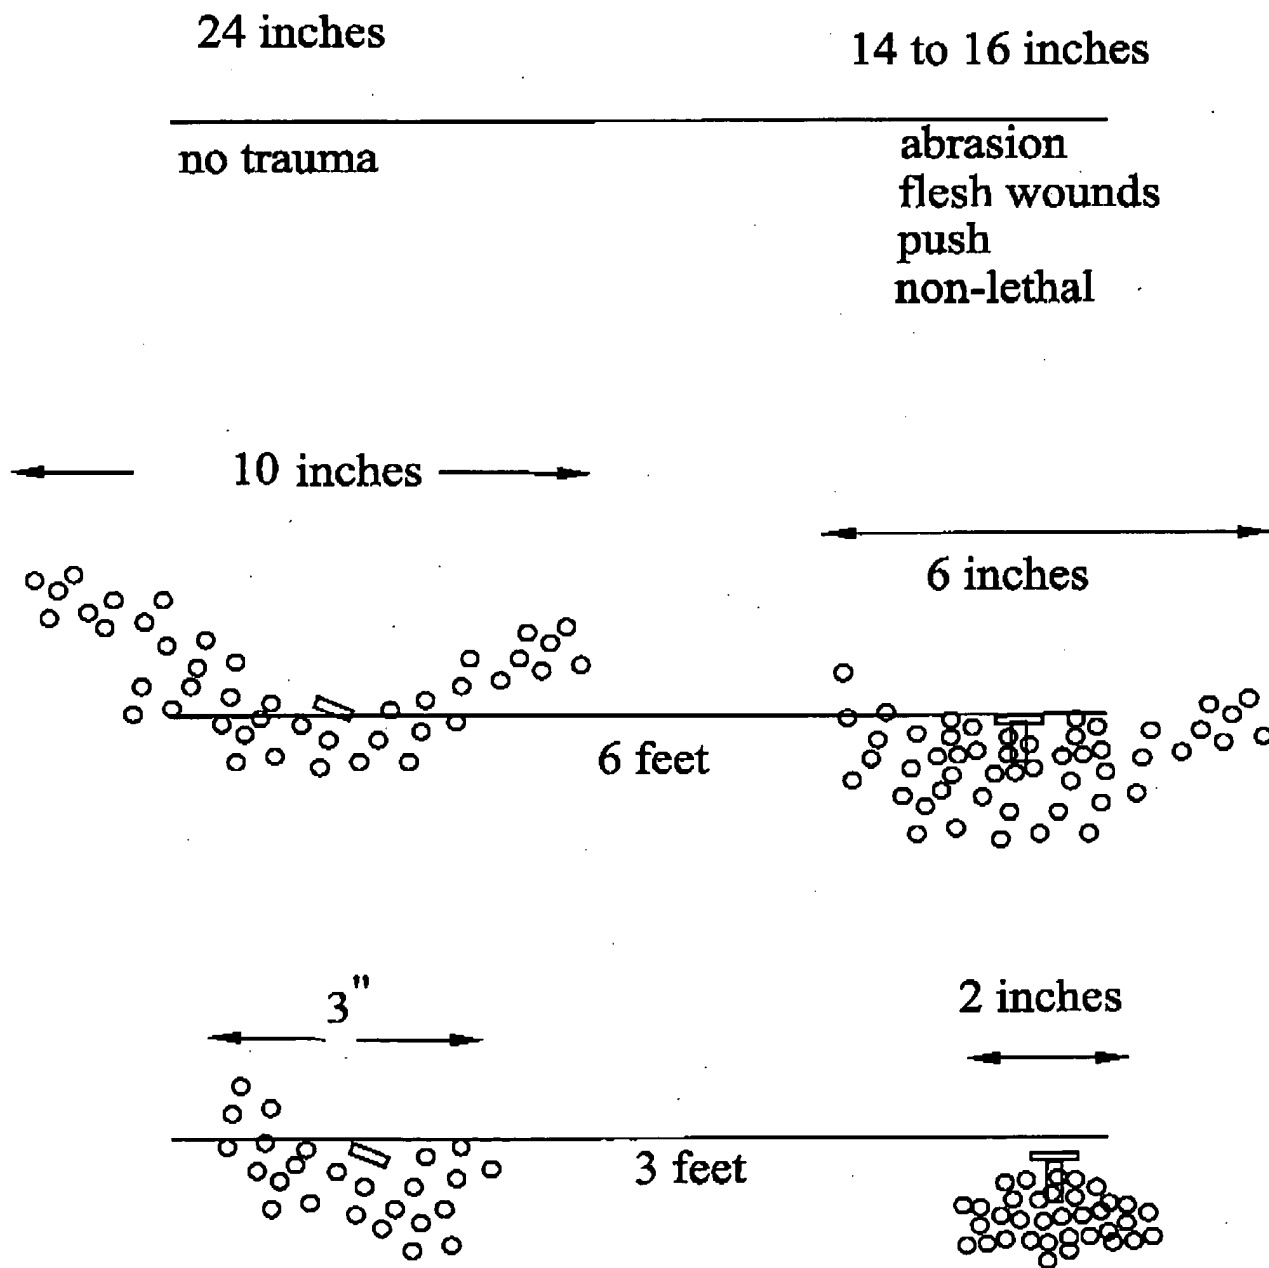 24 inches
14 to 16 inches
no trauma
abrasion
flesh wounds
push
non-lethal
10 inches
6 inches
6 feet
3"
2 inches
3 feet